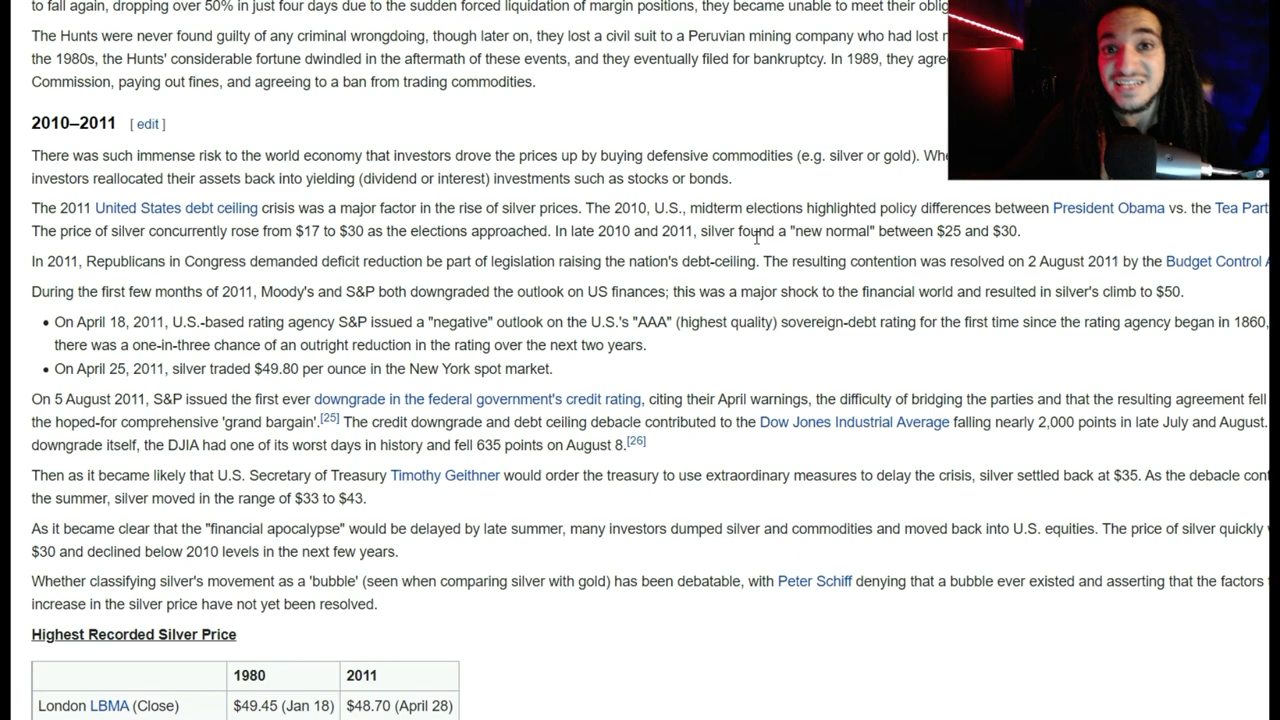 to fall again, dropping over 50% in just four days due to the sudden forced liquidation of margin positions, they became unable to meet their
The Hunts were never found guilty of any criminal wrongdoing, though later on, they lost a civil suit to a Peruvian mining company who had lost
the 1980s, the Hunts' considerable fortune dwindled in the aftermath of these events, and they eventually filed for bankruptcy. In 1989, they
Commission, paying out fines, and agreeing to a ban from trading commodities.
2010–2011 [ edit ]
There was such immense risk to the world economy that investors drove the prices up by buying defensive commodities (e.g. silver or gold).
investors reallocated their assets back into yielding (dividend or interest) investments such as stocks or bonds.
The 2011 United States debt ceiling crisis was a major factor in the rise of silver prices. The 2010, U.S., midterm elections highlighted policy differences between President Obama vs. the Tea
The price of silver concurrently rose from $17 to $30 as the elections approached. In late 2010 and 2011, silver found a "new normal" between $25 and $30.
In 2011, Republicans in Congress demanded deficit reduction be part of legislation raising the nation's debt-ceiling. The resulting contention was resolved on 2 August 2011 by the Budget Control
During the first few months of 2011, Moody's and S&P both downgraded the outlook on US finances; this was a major shock to the financial world and resulted in silver's climb to $50.
• On April 18, 2011, U.S.-based rating agency S&P issued a "negative" outlook on the U.S.'s "AAA" (highest quality) sovereign-debt rating for the first time since the rating agency began in 1860,
there was a one-in-three chance of an outright reduction in the rating over the next two years.
• On April 25, 2011, silver traded $49.80 per ounce in the New York spot market.
On 5 August 2011, S&P issued the first ever downgrade in the federal government's credit rating, citing their April warnings, the difficulty of bridging the parties and that the resulting agreement fell
the hoped-for comprehensive 'grand bargain'.[25] The credit downgrade and debt ceiling debacle contributed to the Dow Jones Industrial Average falling nearly 2,000 points in late July and August.
downgrade itself, the DJIA had one of its worst days in history and fell 635 points on August 8.[26]
Then as it became likely that U.S. Secretary of Treasury Timothy Geithner would order the treasury to use extraordinary measures to delay the crisis, silver settled back at $35. As the debacle
the summer, silver moved in the range of $33 to $43.
As it became clear that the "financial apocalypse" would be delayed by late summer, many investors dumped silver and commodities and moved back into U.S. equities. The price of silver quickly
$30 and declined below 2010 levels in the next few years.
Whether classifying silver's movement as a 'bubble' (seen when comparing silver with gold) has been debatable, with Peter Schiff denying that a bubble ever existed and asserting that the factors
increase in the silver price have not yet been resolved.
Highest Recorded Silver Price
1980 2011
London LBMA (Close) $49.45 (Jan 18) $48.70 (April 28)